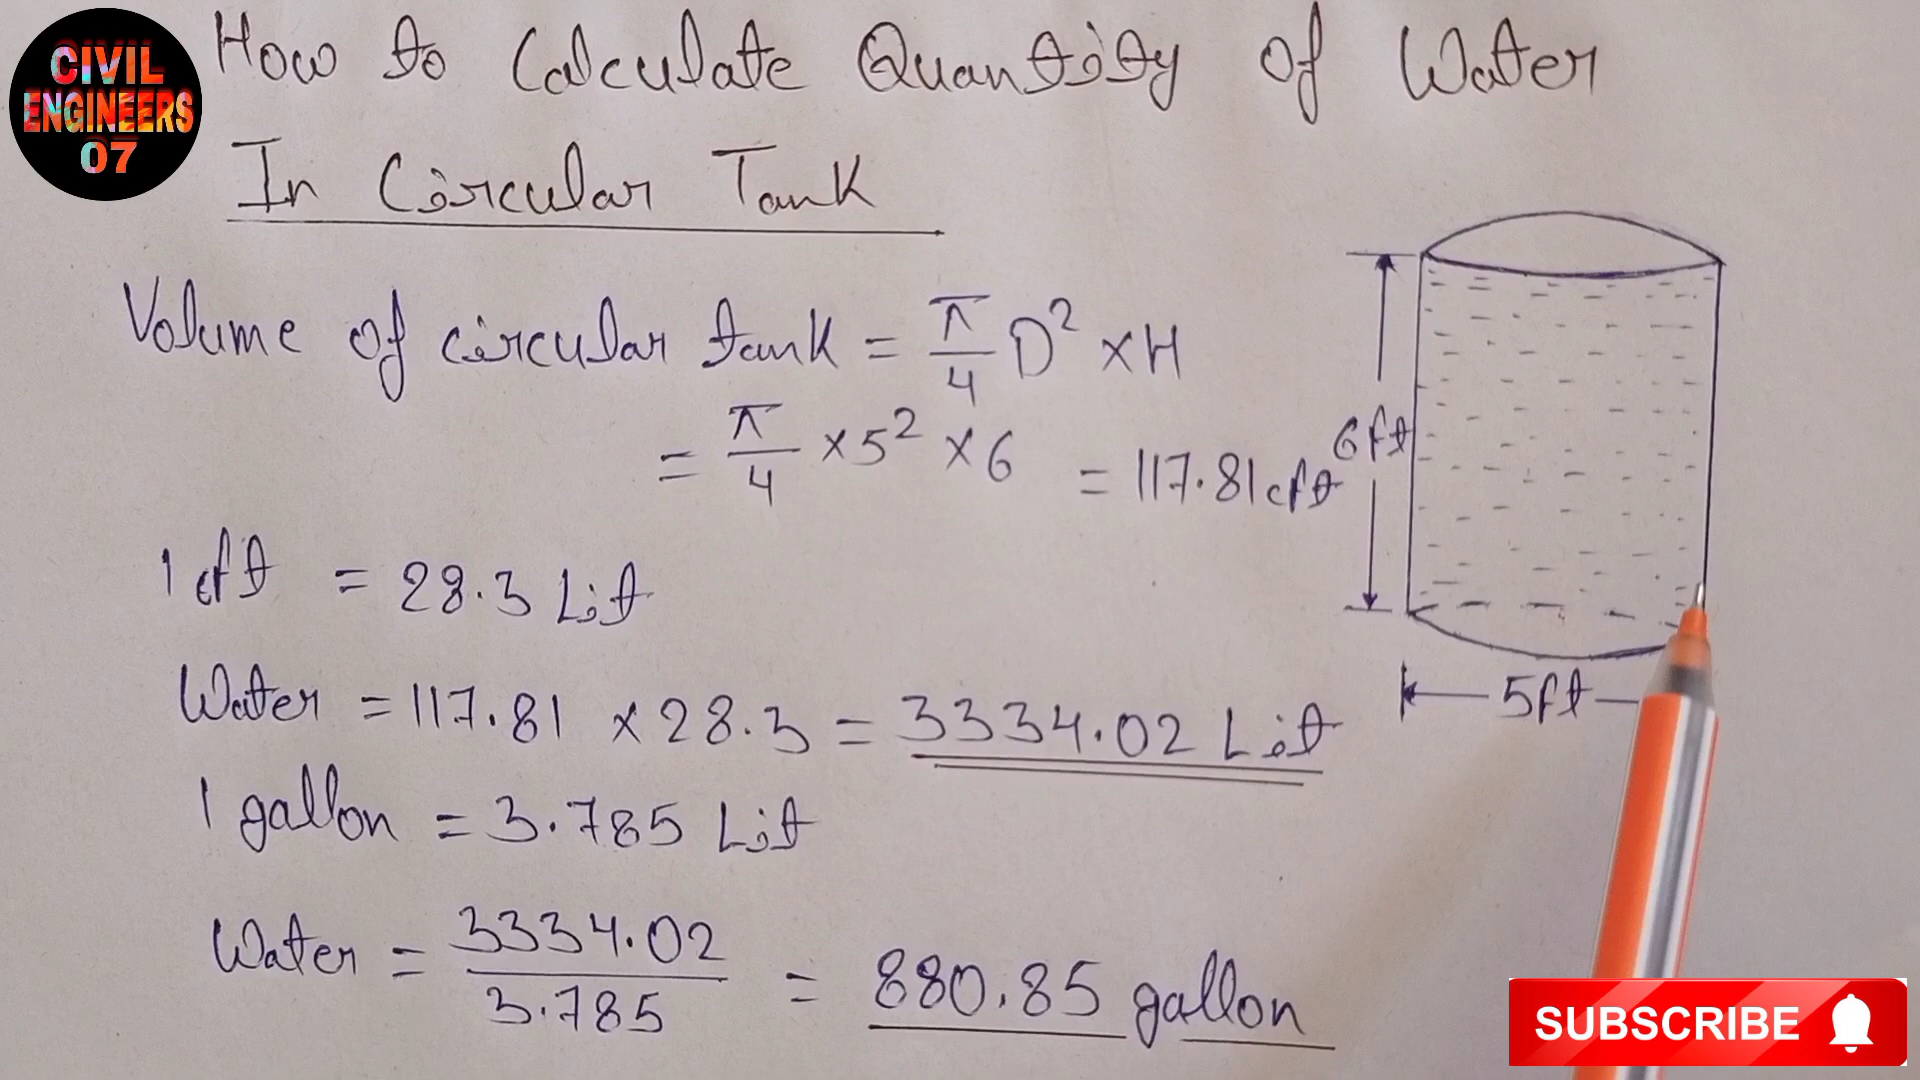 CIVIL
ENGINEERS
07
How to Calculate Quantity of Water
In Circular Tank
Volume of circular tank = π/4 D² × H
= π/4 × 5² × 6 = 117.81 cft
6ft
1 cft = 28.3 Lit
Water = 117.81 × 28.3 = 3334.02 Lit
5ft
1 gallon = 3.785 Lit
Water = 3334.02/3.785 = 880.85 gallon
SUBSCRIBE